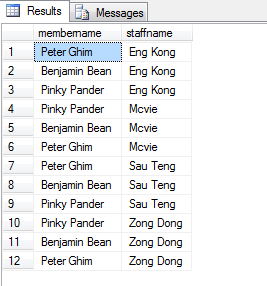 Results Messages
membername staffname
1 Peter Ghim Eng Kong
2 Benjamin Bean Eng Kong
3 Pinky Pander Eng Kong
4 Pinky Pander Mcvie
5 Benjamin Bean Mcvie
6 Peter Ghim Mcvie
7 Peter Ghim Sau Teng
8 Benjamin Bean Sau Teng
9 Pinky Pander Sau Teng
10 Pinky Pander Zong Dong
11 Benjamin Bean Zong Dong
12 Peter Ghim Zong Dong